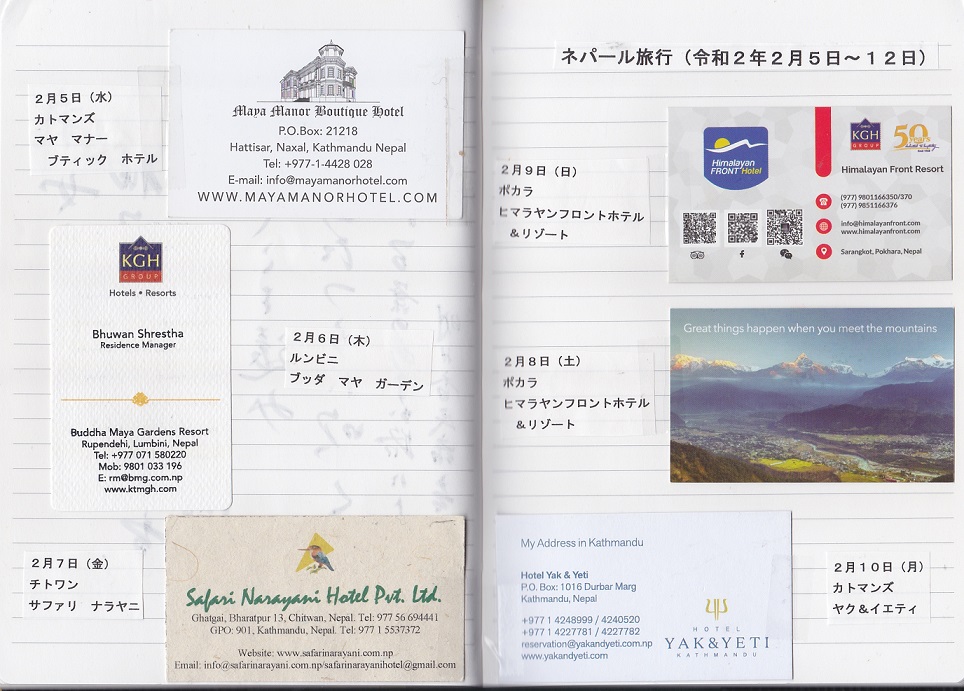 ネパール旅行（令和２年２月５日～１２日）
２月５日（水）
カトマンズ
マヤ　マナー
ブティック　ホテル
Maya Manor Boutique Hotel
P.O.Box: 21218
Hattisar, Naxal, Kathmandu Nepal
Tel: +977-1-4428 028
E-mail: info@mayamanorhotel.com
WWW.MAYAMANORHOTEL.COM
KGH
GROUP
Hotels • Resorts
Bhuwan Shrestha
Residence Manager
Buddha Maya Gardens Resort
Rupendehi, Lumbini, Nepal
Tel: +977 071 580220
Mob: 9801 033 196
E: rm@bmg.com.np
www.ktmgh.com
２月６日（木）
ルンビニ
ブッダ　マヤ　ガーデン
２月７日（金）
チトワン
サファリ　ナラヤニ
Safari Narayani Hotel Pvt. Ltd.
Ghatgai, Bharatpur 13, Chitwan, Nepal. Tel: 977 56 694441
GPO: 901, Kathmandu, Nepal. Tel: 977 1 5537372
Website: www.safarinarayani.com.np
Email: info@safarinarayani.com.np/safarinarayanihotel@gmail.com
２月９日（日）
ポカラ
ヒマラヤンフロントホテル
＆リゾート
Himalayan
FRONT Hotel
KGH
GROUP
50 Years
Himalayan Front Resort
(977) 9801166350/370
(977) 9851166376
info@himalayanfront.com
www.himalayanfront.com
Sarangkot, Pokhara, Nepal
２月８日（土）
ポカラ
ヒマラヤンフロントホテル
＆リゾート
Great things happen when you meet the mountains
My Address in Kathmandu
Hotel Yak & Yeti
P.O. Box: 1016 Durbar Marg
Kathmandu, Nepal
+977 1 4248999 / 4240520
+977 1 4227781 / 4227782
reservation@yakandyeti.com.np
www.yakandyeti.com
HOTEL
YAK&YETI
KATHMANDU
２月１０日（月）
カトマンズ
ヤク＆イエティ